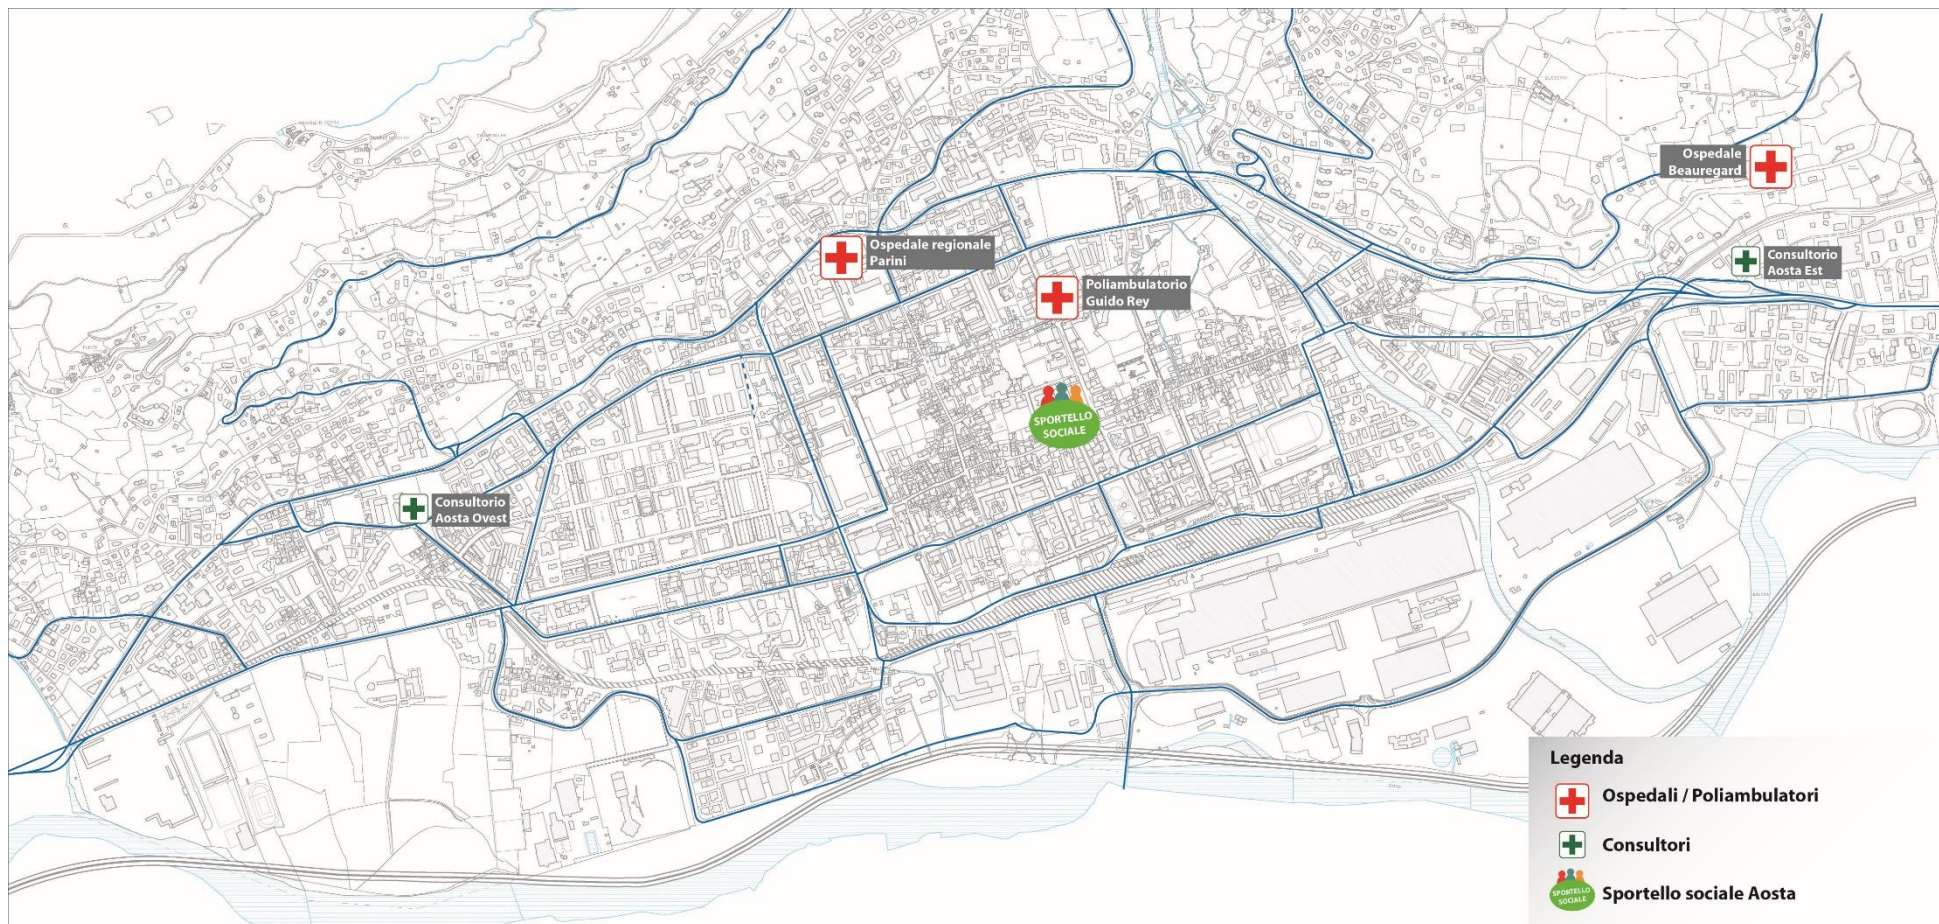 Ospedale
Beauregard
Ospedale regionale
Parini
Consultorio
Aosta Est
Poliambulatorio
Guido Rey
SPORTELLO
SOCIALE
Consultorio
Aosta Ovest
Legenda
Ospedali / Poliambulatori
Consultori
SPORTELLO
SOCIALE
Sportello sociale Aosta